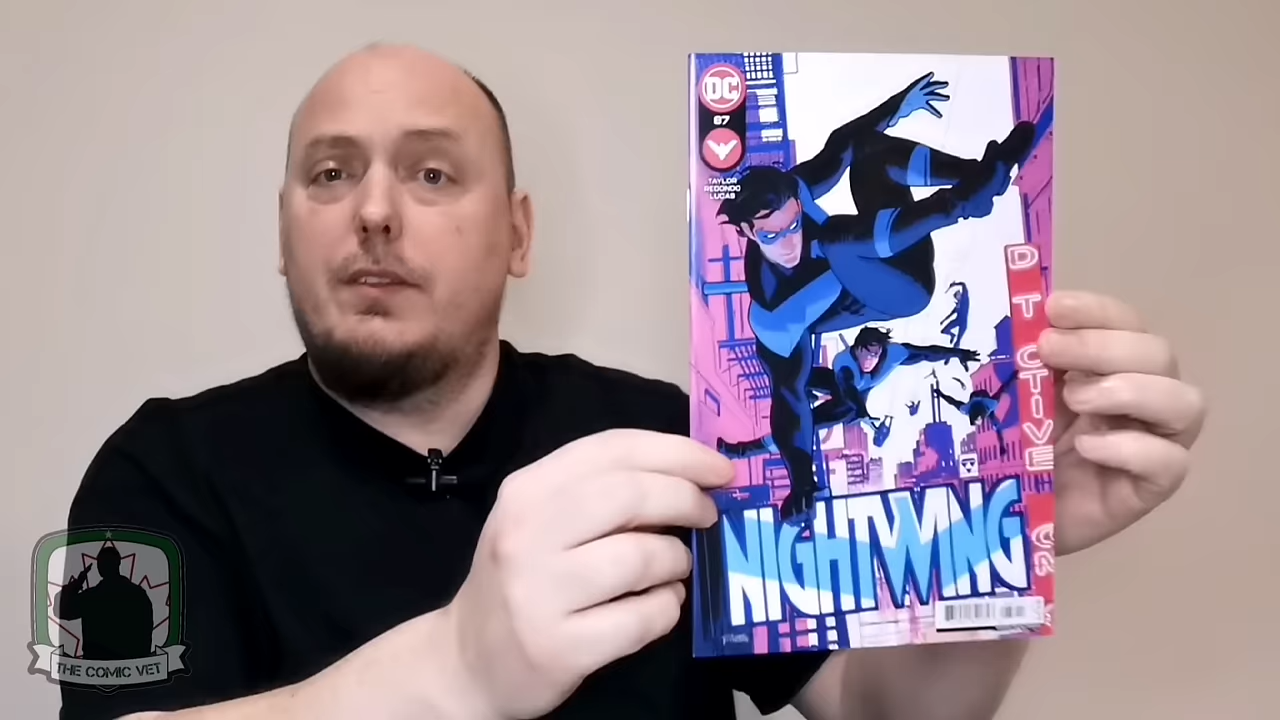 DC
87
TAYLOR
REDONDO
LUCAS
D T CTIVE
NIGHTWING
THE COMIC VET